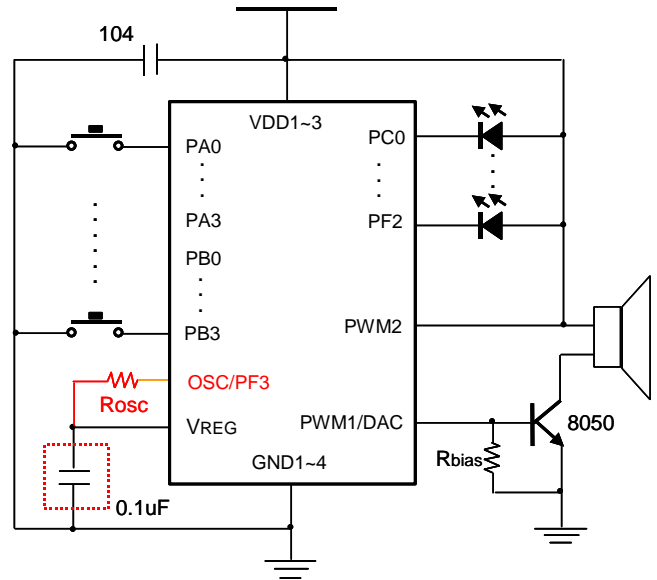 104
VDD1~3
PA0
PC0
PA3
PF2
PB0
PB3
PWM2
OSC/PF3
Rosc
VREG
PWM1/DAC
8050
Rbias
GND1~4
0.1uF